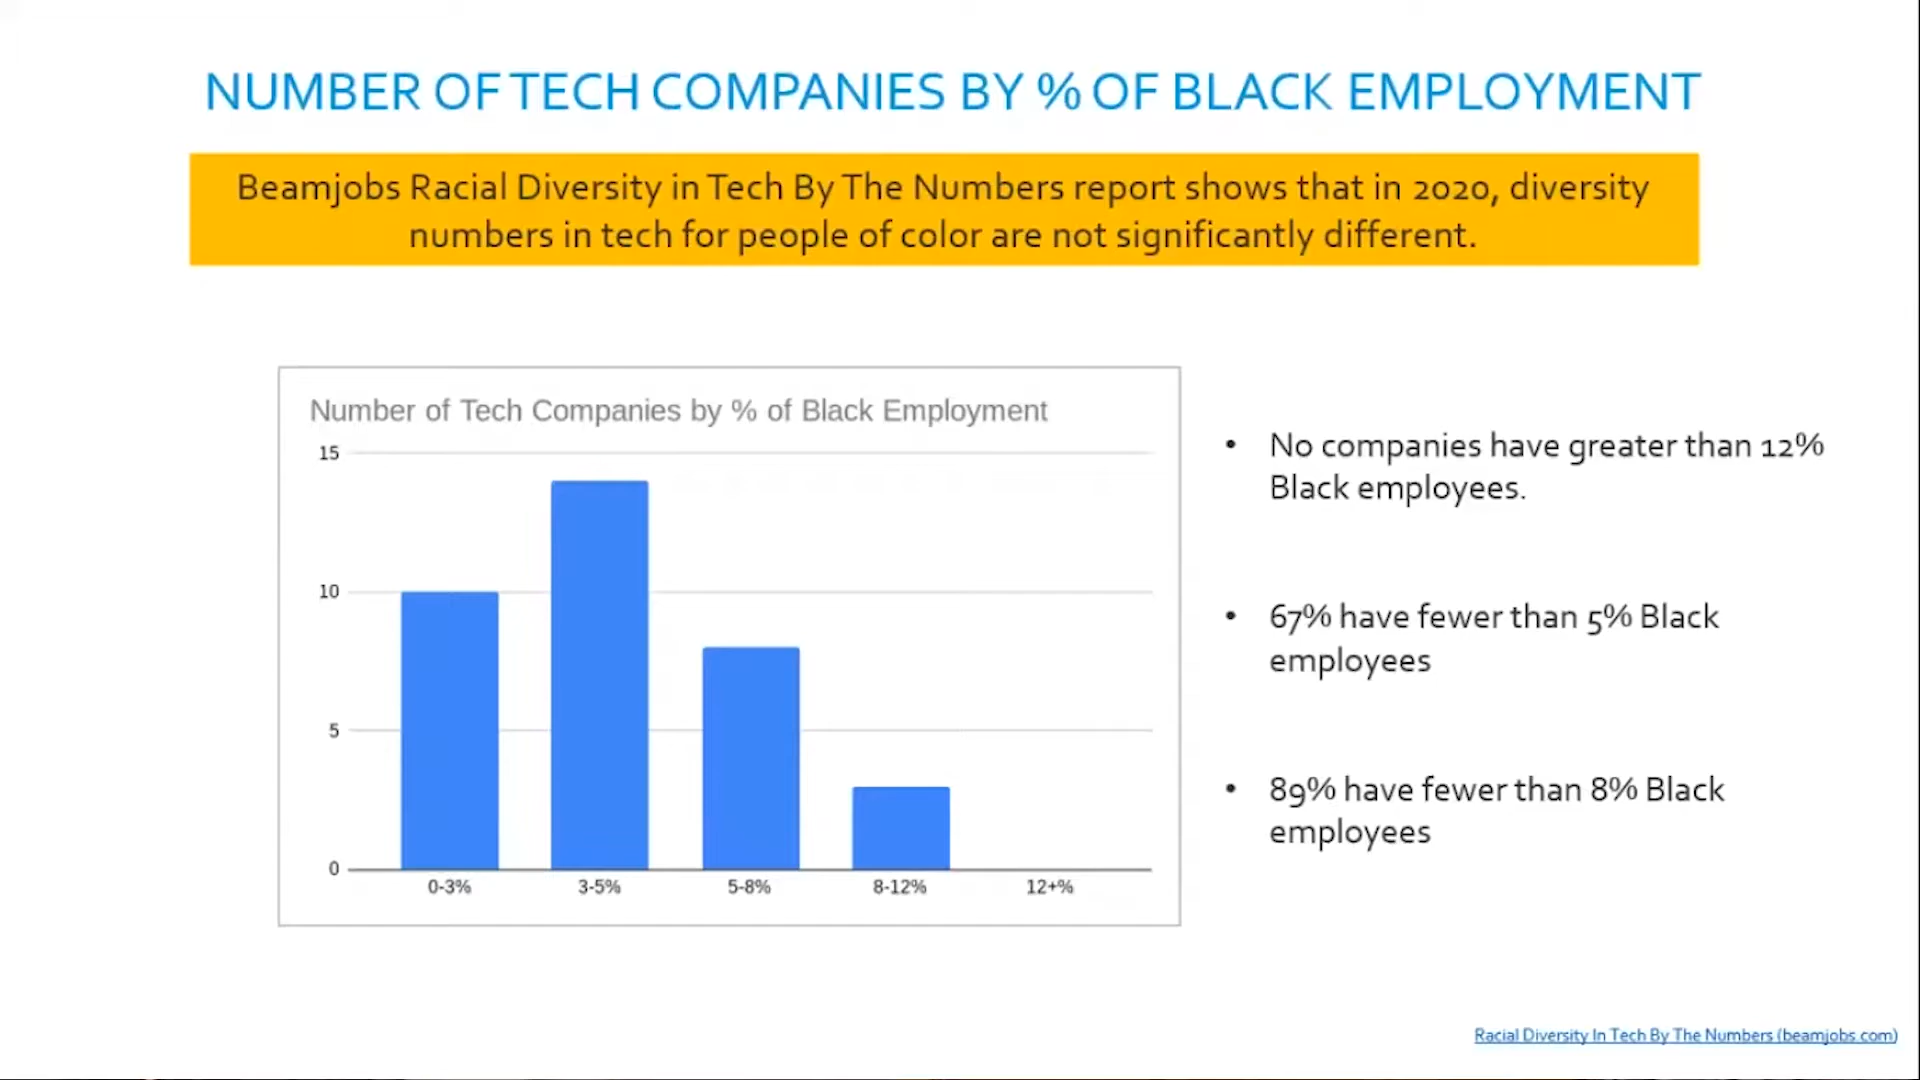 NUMBER OF TECH COMPANIES BY % OF BLACK EMPLOYMENT
Beamjobs Racial Diversity in Tech By The Numbers report shows that in 2020, diversity
numbers in tech for people of color are not significantly different.
Number of Tech Companies by % of Black Employment
15
10
5
0
0-3%
3-5%
5-8%
8-12%
12+%
• No companies have greater than 12%
Black employees.
• 67% have fewer than 5% Black
employees
• 89% have fewer than 8% Black
employees
Racial Diversity In Tech By The Numbers (beamjobs.com)